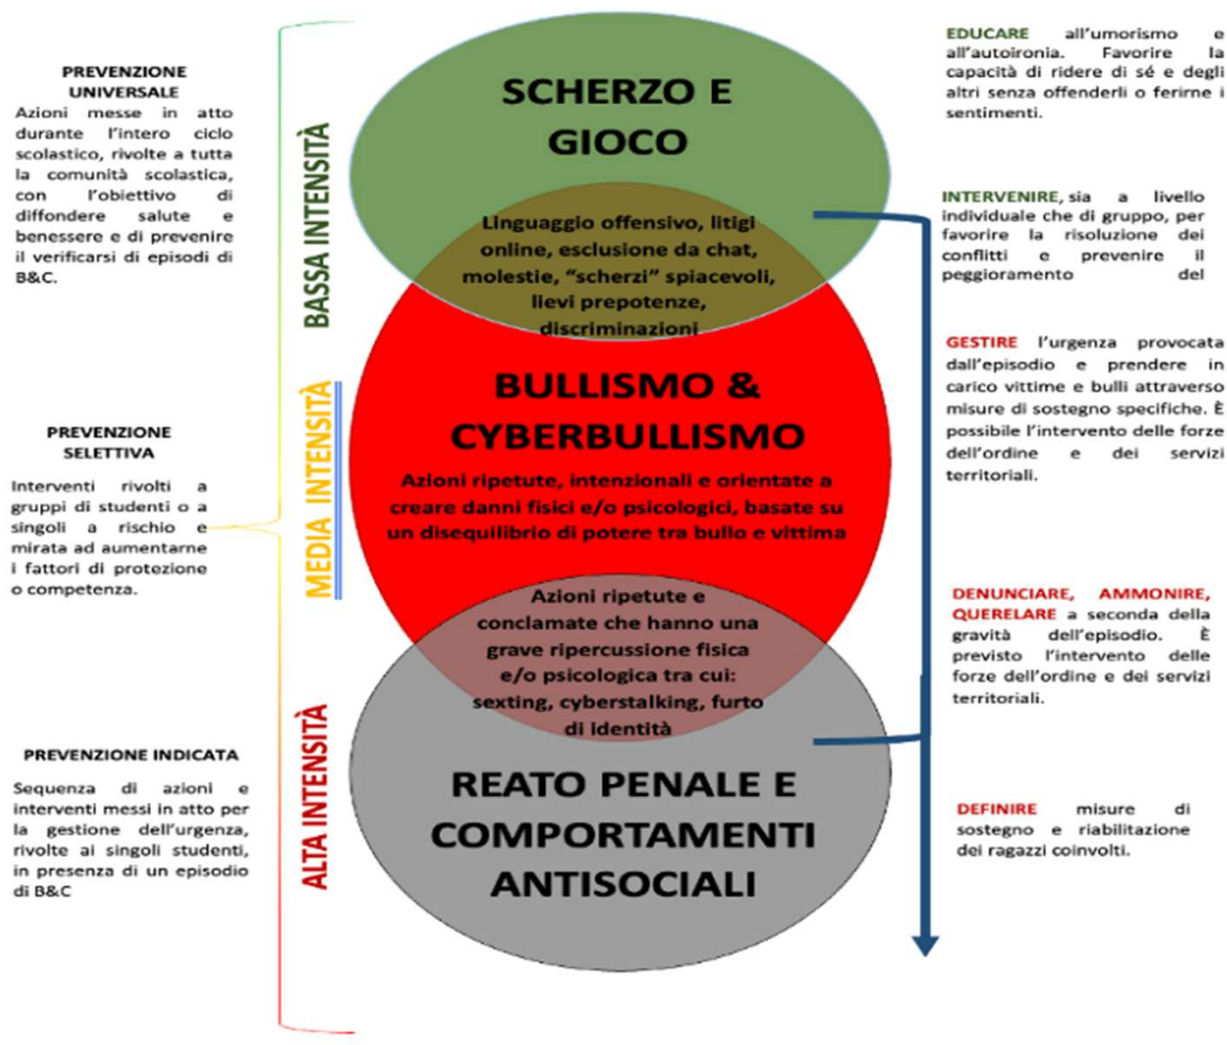 PREVENZIONE
UNIVERSALE
Azioni messe in atto
durante l'intero ciclo
scolastico, rivolte a tutta
la comunità scolastica,
con l'obiettivo di
diffondere salute e
benessere e di prevenire
il verificarsi di episodi di
B&C.
PREVENZIONE
SELETTIVA
Interventi rivolti a
gruppi di studenti o a
singoli a rischio e
mirata ad aumentarne
i fattori di protezione
o competenza.
PREVENZIONE INDICATA
Sequenza di azioni e
interventi messi in atto per
la gestione dell'urgenza,
rivolte ai singoli studenti,
in presenza di un episodio
di B&C
BASSA INTENSITÀ
MEDIA INTENSITÀ
ALTA INTENSITÀ
SCHERZO E
GIOCO
Linguaggio offensivo, litigi
online, esclusione da chat,
molestie, "scherzi" spiacevoli,
lievi prepotenze,
discriminazioni
BULLISMO &
CYBERBULLISMO
Azioni ripetute, intenzionali e orientate a
creare danni fisici e/o psicologici, basate su
un disequilibrio di potere tra bullo e vittima
Azioni ripetute e
conclamate che hanno una
grave ripercussione fisica
e/o psicologica tra cui:
sexting, cyberstalking, furto
di identità
REATO PENALE E
COMPORTAMENTI
ANTISOCIALI
EDUCARE all'umorismo e
all'autoironia. Favorire la
capacità di ridere di sé e degli
altri senza offenderli o ferirne i
sentimenti.
INTERVENIRE, sia a livello
individuale che di gruppo, per
favorire la risoluzione dei
conflitti e prevenire il
peggioramento del
GESTIRE l'urgenza provocata
dall'episodio e prendere in
carico vittime e bulli attraverso
misure di sostegno specifiche. È
possibile l'intervento delle forze
dell'ordine e dei servizi
territoriali.
DENUNCIARE, AMMONIRE,
QUERELARE a seconda della
gravità dell'episodio. È
previsto l'intervento delle
forze dell'ordine e dei servizi
territoriali.
DEFINIRE misure di
sostegno e riabilitazione
dei ragazzi coinvolti.